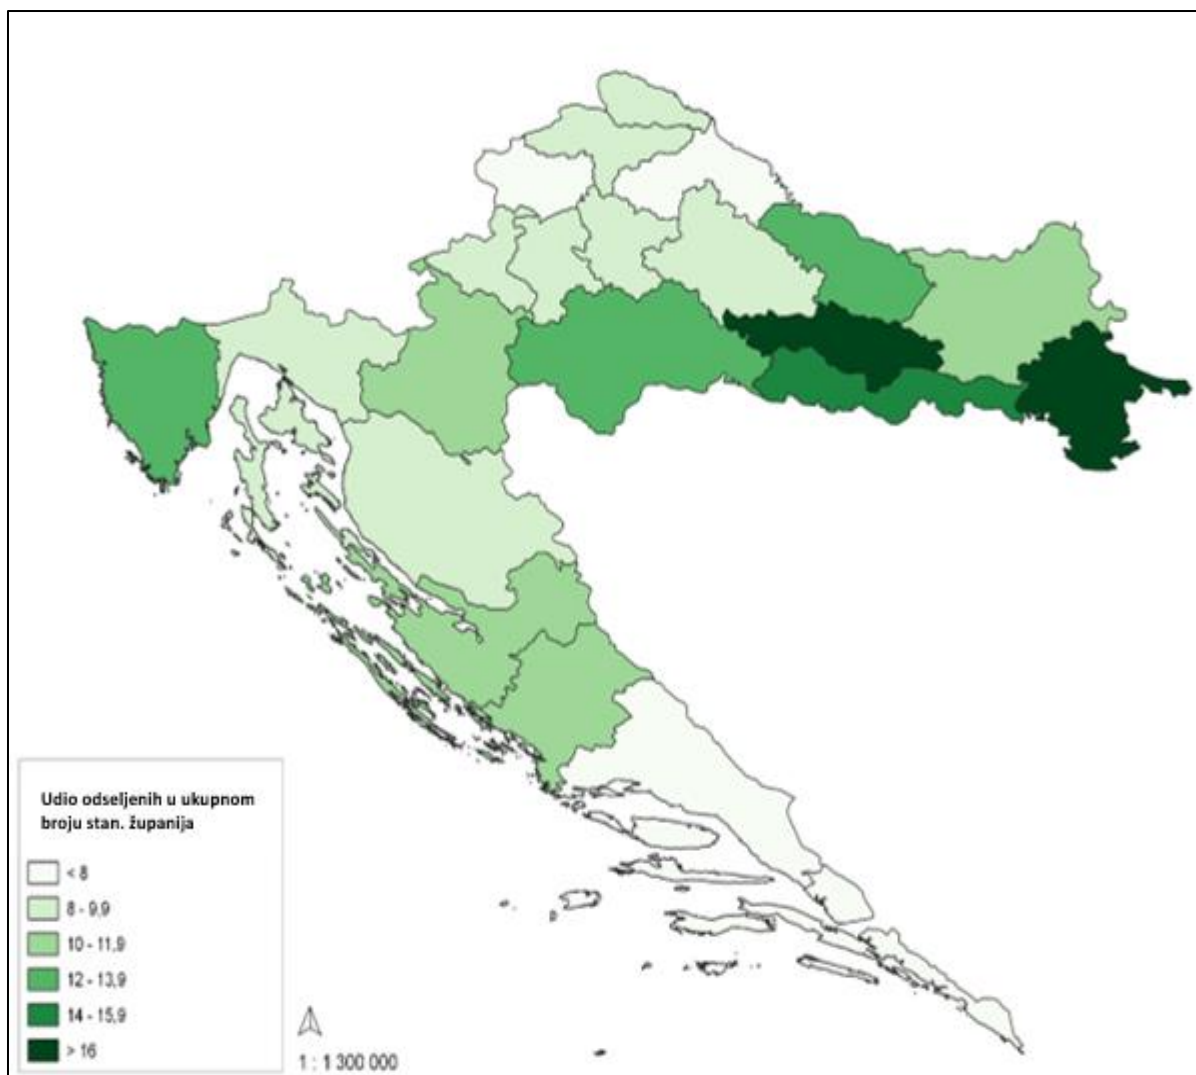 Udio odseljenih u ukupnom
broju stan. županija
< 8
8 - 9,9
10 - 11,9
12 - 13,9
14 - 15,9
> 16
1 : 1 300 000